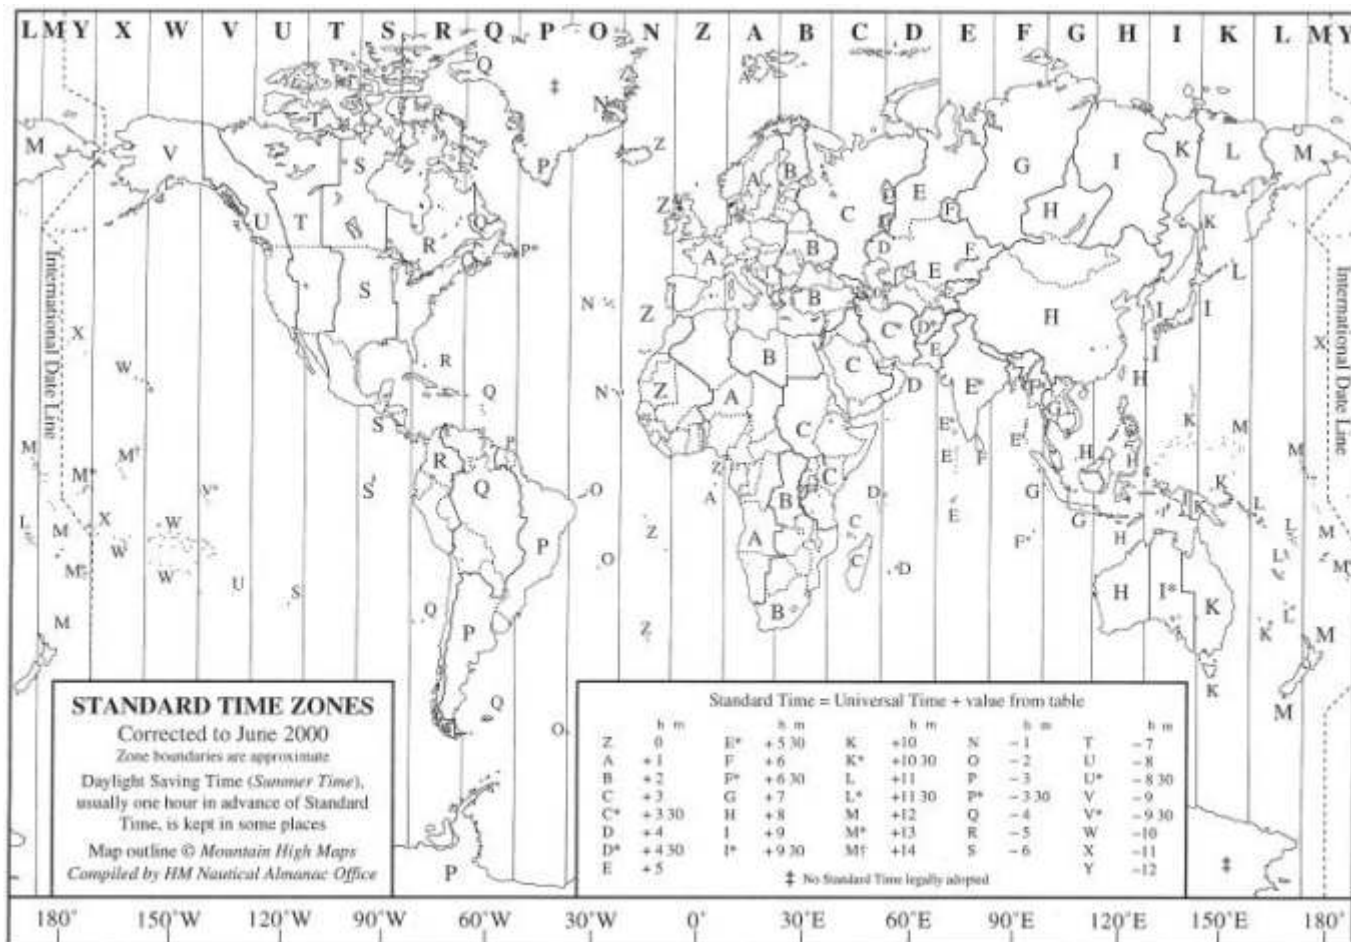 L M Y X W V U T S R Q P O N Z A B C D E F G H I K L M Y
International Date Line
International Date Line
STANDARD TIME ZONES
Corrected to June 2000
Zone boundaries are approximate
Daylight Saving Time (Summer Time),
usually one hour in advance of Standard
Time, is kept in some places
Map outline © Mountain High Maps
Compiled by HM Nautical Almanac Office
Standard Time = Universal Time + value from table
h m h m h m h m h m
Z 0 E* +5 30 K +10 N −1 T −7
A +1 F +6 K* +10 30 O −2 U −8
B +2 F* +6 30 L +11 P −3 U* −8 30
C +3 G +7 L* +11 30 P* −3 30 V −9
C* +3 30 H +8 M +12 Q −4 V* −9 30
D +4 I +9 M* +13 R −5 W −10
D* +4 30 I* +9 30 M† +14 S −6 X −11
E +5 Y −12
‡ No Standard Time legally adopted
180° 150°W 120°W 90°W 60°W 30°W 0° 30°E 60°E 90°E 120°E 150°E 180°